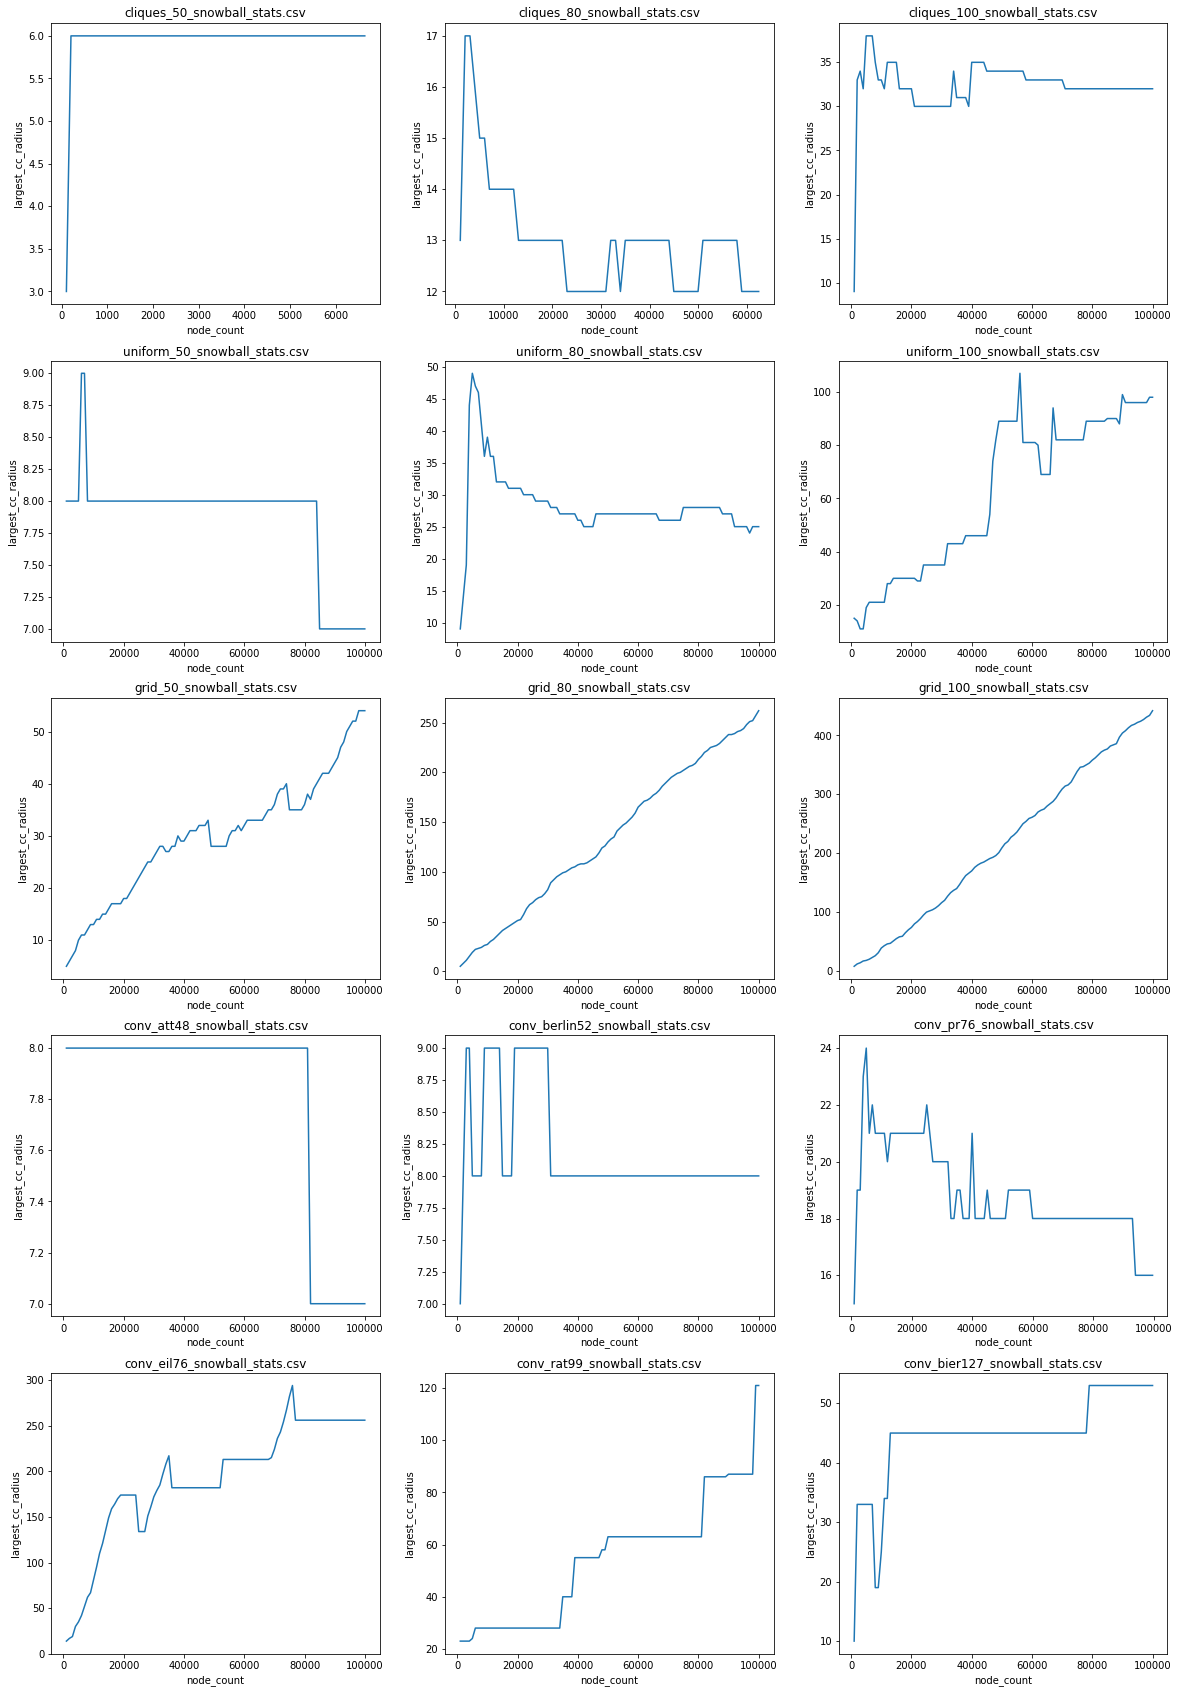 cliques_50_snowball_stats.csv
largest_cc_radius
6.0
5.5
5.0
4.5
4.0
3.5
3.0
0 1000 2000 3000 4000 5000 6000
node_count
cliques_80_snowball_stats.csv
largest_cc_radius
17
16
15
14
13
12
0 10000 20000 30000 40000 50000 60000
node_count
cliques_100_snowball_stats.csv
largest_cc_radius
35
30
25
20
15
10
0 20000 40000 60000 80000 100000
node_count
uniform_50_snowball_stats.csv
largest_cc_radius
9.00
8.75
8.50
8.25
8.00
7.75
7.50
7.25
7.00
0 20000 40000 60000 80000 100000
node_count
uniform_80_snowball_stats.csv
largest_cc_radius
50
45
40
35
30
25
20
15
10
0 20000 40000 60000 80000 100000
node_count
uniform_100_snowball_stats.csv
largest_cc_radius
100
80
60
40
20
0 20000 40000 60000 80000 100000
node_count
grid_50_snowball_stats.csv
largest_cc_radius
50
40
30
20
10
0 20000 40000 60000 80000 100000
node_count
grid_80_snowball_stats.csv
largest_cc_radius
250
200
150
100
50
0
0 20000 40000 60000 80000 100000
node_count
grid_100_snowball_stats.csv
largest_cc_radius
400
300
200
100
0
0 20000 40000 60000 80000 100000
node_count
conv_att48_snowball_stats.csv
largest_cc_radius
8.0
7.8
7.6
7.4
7.2
7.0
0 20000 40000 60000 80000 100000
node_count
conv_berlin52_snowball_stats.csv
largest_cc_radius
9.00
8.75
8.50
8.25
8.00
7.75
7.50
7.25
7.00
0 20000 40000 60000 80000 100000
node_count
conv_pr76_snowball_stats.csv
largest_cc_radius
24
22
20
18
16
0 20000 40000 60000 80000 100000
node_count
conv_eil76_snowball_stats.csv
largest_cc_radius
300
250
200
150
100
50
0
0 20000 40000 60000 80000 100000
node_count
conv_rat99_snowball_stats.csv
largest_cc_radius
120
100
80
60
40
20
0 20000 40000 60000 80000 100000
node_count
conv_bier127_snowball_stats.csv
largest_cc_radius
50
40
30
20
10
0 20000 40000 60000 80000 100000
node_count